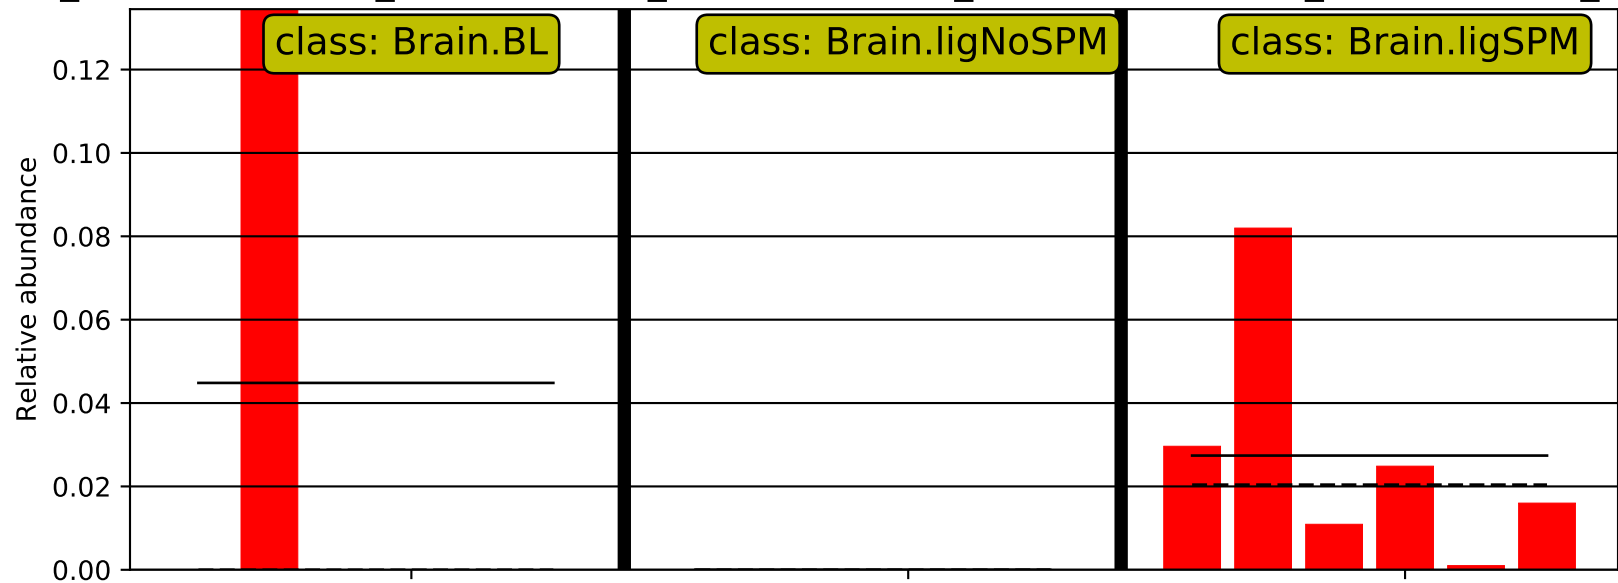 class: Brain.BL
class: Brain.ligNoSPM
class: Brain.ligSPM
0.12
0.10
0.08
0.06
0.04
0.02
0.00
Relative abundance